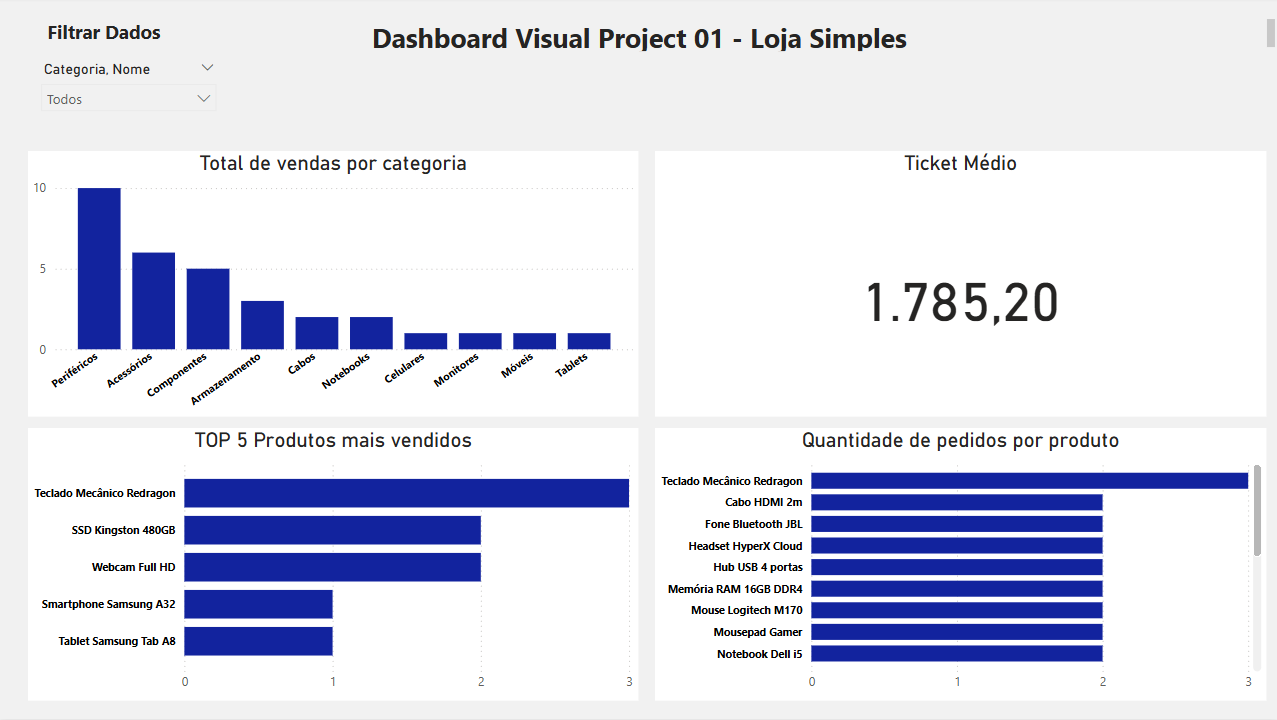 Filtrar Dados
Dashboard Visual Project 01 - Loja Simples
Categoria, Nome
Todos
Total de vendas por categoria
10
5
0
Periféricos
Acessórios
Componentes
Armazenamento
Cabos
Notebooks
Celulares
Monitores
Móveis
Tablets
Ticket Médio
1.785,20
TOP 5 Produtos mais vendidos
Teclado Mecânico Redragon
SSD Kingston 480GB
Webcam Full HD
Smartphone Samsung A32
Tablet Samsung Tab A8
0 1 2 3
Quantidade de pedidos por produto
Teclado Mecânico Redragon
Cabo HDMI 2m
Fone Bluetooth JBL
Headset HyperX Cloud
Hub USB 4 portas
Memória RAM 16GB DDR4
Mouse Logitech M170
Mousepad Gamer
Notebook Dell i5
0 1 2 3